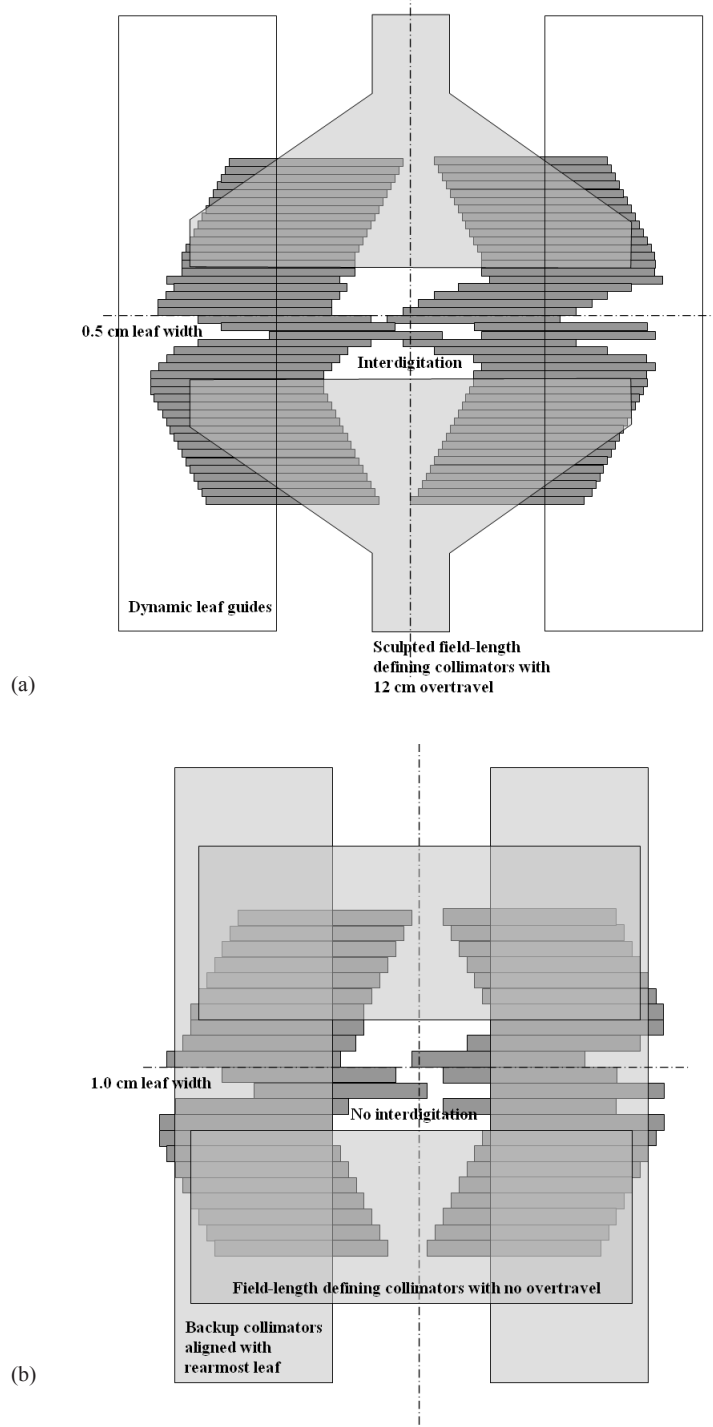 0.5 cm leaf width
Interdigitation
Dynamic leaf guides
Sculpted field-length
defining collimators with
12 cm overtravel
(a)
1.0 cm leaf width
No interdigitation
Field-length defining collimators with no overtravel
Backup collimators
aligned with
rearmost leaf
(b)